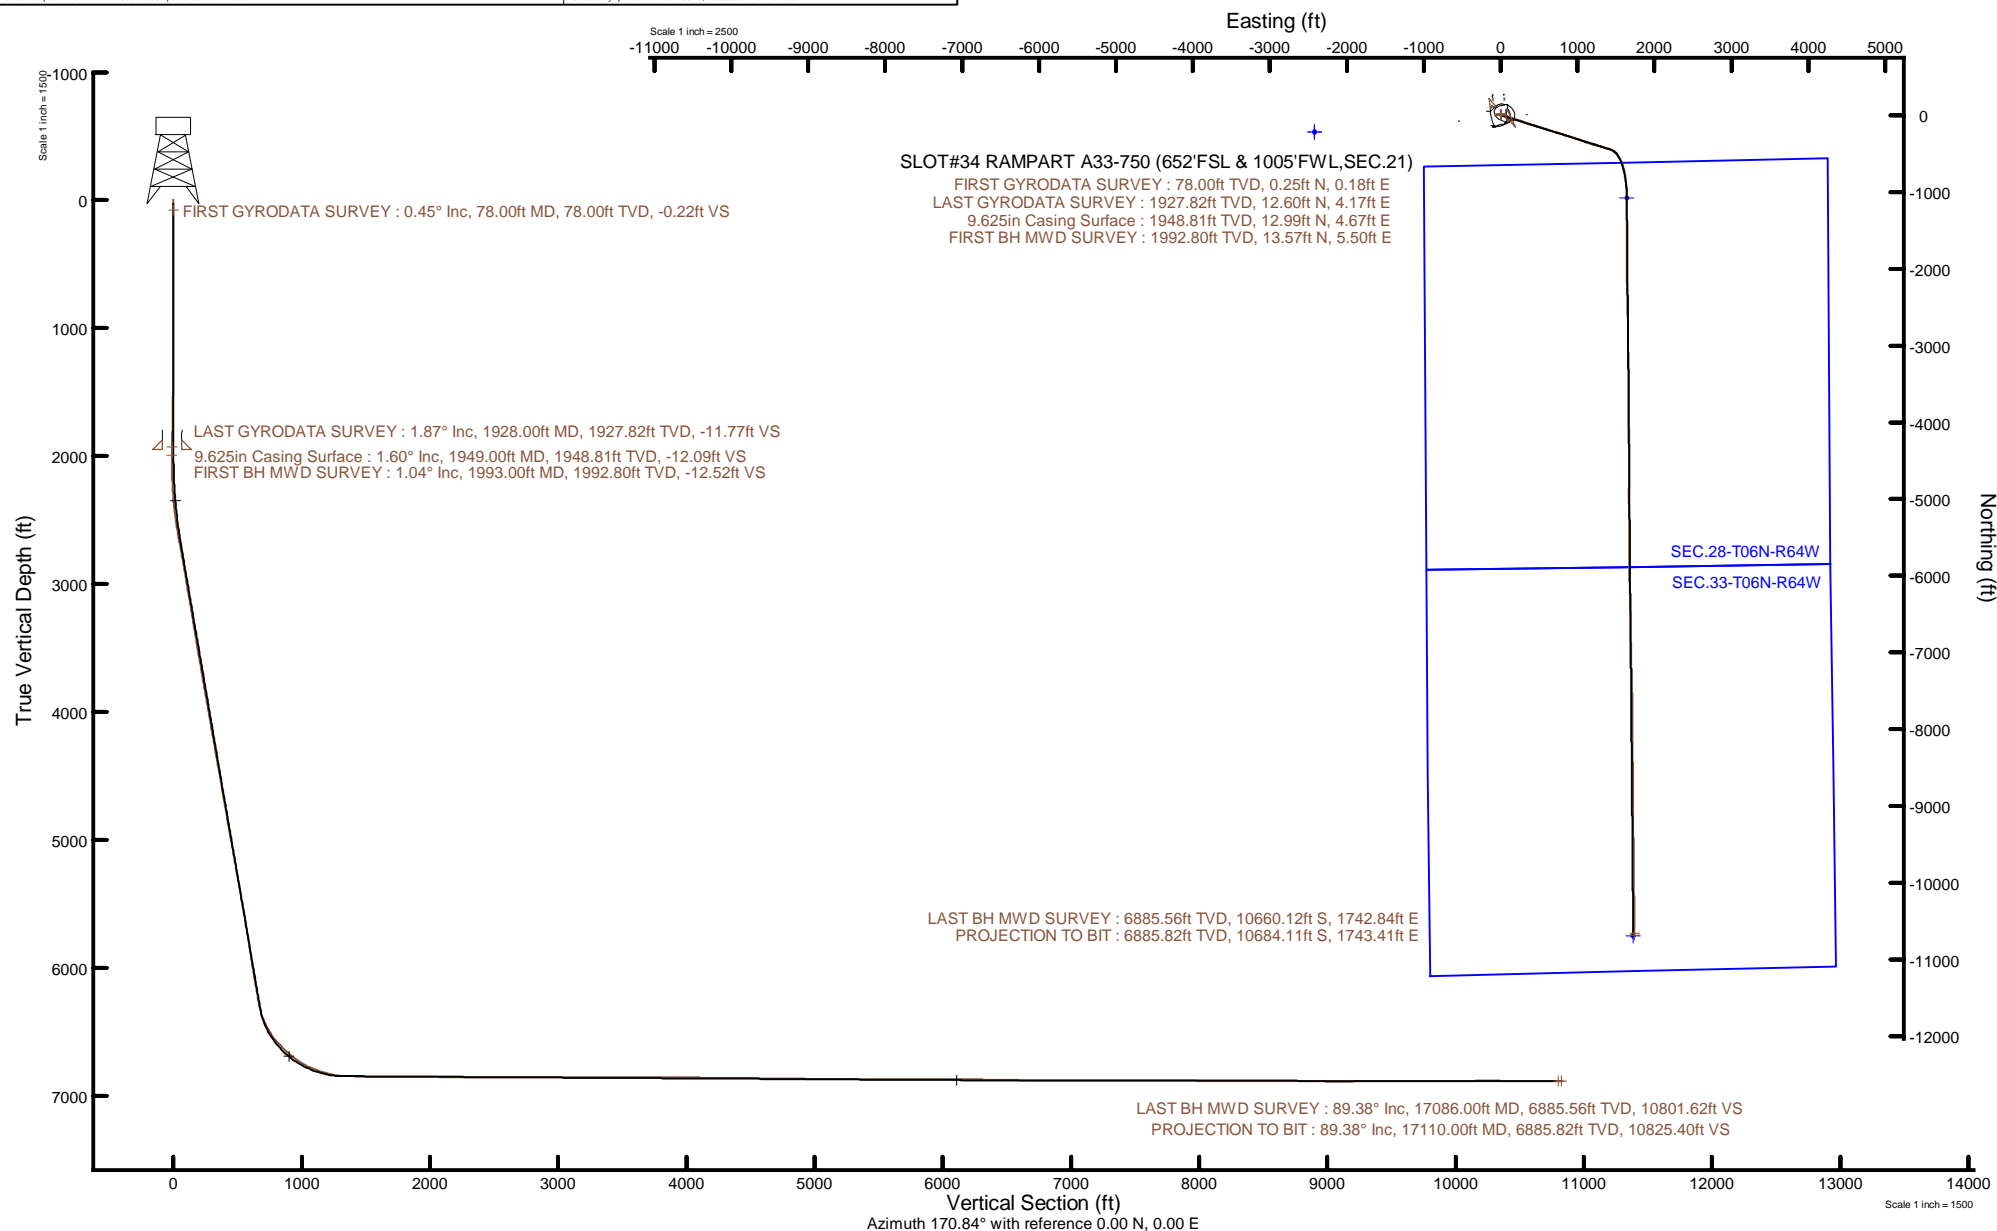 Easting (ft)
Scale 1 inch = 2500
-11000 -10000 -9000 -8000 -7000 -6000 -5000 -4000 -3000 -2000 -1000 0 1000 2000 3000 4000 5000
Scale 1 inch = 1500
-1000
0
1000
2000
3000
4000
5000
6000
7000
True Vertical Depth (ft)
FIRST GYRODATA SURVEY : 0.45° Inc, 78.00ft MD, 78.00ft TVD, -0.22ft VS
LAST GYRODATA SURVEY : 1.87° Inc, 1928.00ft MD, 1927.82ft TVD, -11.77ft VS
9.625in Casing Surface : 1.60° Inc, 1949.00ft MD, 1948.81ft TVD, -12.09ft VS
FIRST BH MWD SURVEY : 1.04° Inc, 1993.00ft MD, 1992.80ft TVD, -12.52ft VS
SLOT#34 RAMPART A33-750 (652'FSL & 1005'FWL,SEC.21)
FIRST GYRODATA SURVEY : 78.00ft TVD, 0.25ft N, 0.18ft E
LAST GYRODATA SURVEY : 1927.82ft TVD, 12.60ft N, 4.17ft E
9.625in Casing Surface : 1948.81ft TVD, 12.99ft N, 4.67ft E
FIRST BH MWD SURVEY : 1992.80ft TVD, 13.57ft N, 5.50ft E
SEC.28-T06N-R64W
SEC.33-T06N-R64W
LAST BH MWD SURVEY : 6885.56ft TVD, 10660.12ft S, 1742.84ft E
PROJECTION TO BIT : 6885.82ft TVD, 10684.11ft S, 1743.41ft E
0
-1000
-2000
-3000
-4000
-5000
-6000
-7000
-8000
-9000
-10000
-11000
-12000
Northing (ft)
LAST BH MWD SURVEY : 89.38° Inc, 17086.00ft MD, 6885.56ft TVD, 10801.62ft VS
PROJECTION TO BIT : 89.38° Inc, 17110.00ft MD, 6885.82ft TVD, 10825.40ft VS
0 1000 2000 3000 4000 5000 6000 7000 8000 9000 10000 11000 12000 13000 14000
Vertical Section (ft)
Scale 1 inch = 1500
Azimuth 170.84° with reference 0.00 N, 0.00 E